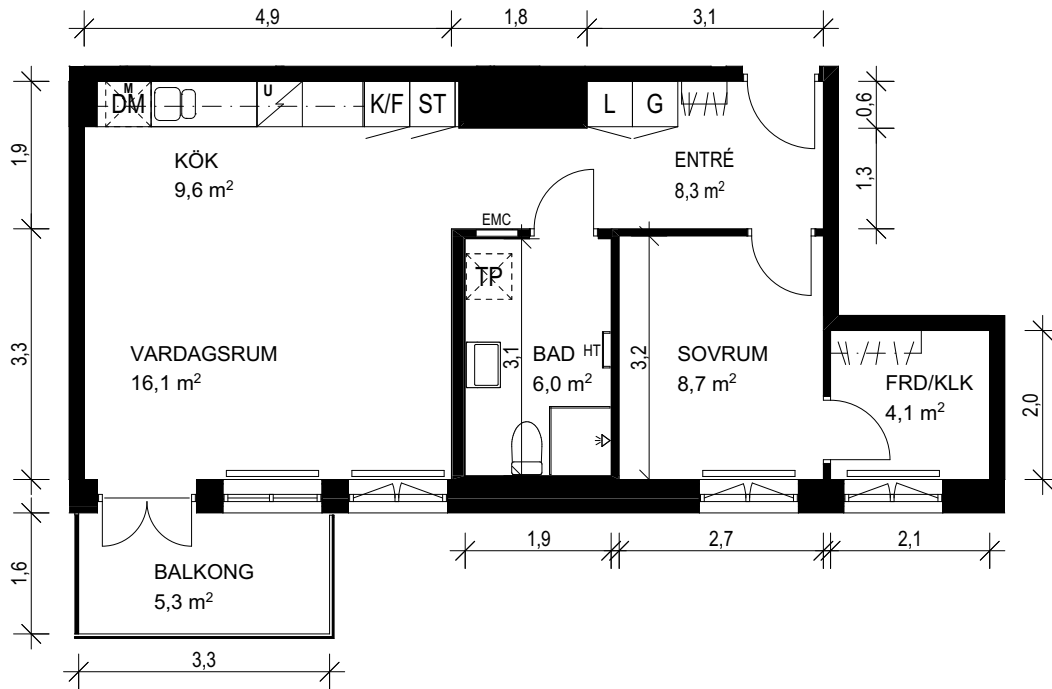 4,9
1,8
3,1
M
DM
U
K/F
ST
L
G
0,6
1,9
KÖK
9,6 m²
ENTRÉ
8,3 m²
1,3
EMC
TP
3,3
VARDAGSRUM
16,1 m²
3,1
BAD
6,0 m²
HT
3,2
SOVRUM
8,7 m²
FRD/KLK
4,1 m²
2,0
1,6
BALKONG
5,3 m²
1,9
2,7
2,1
3,3